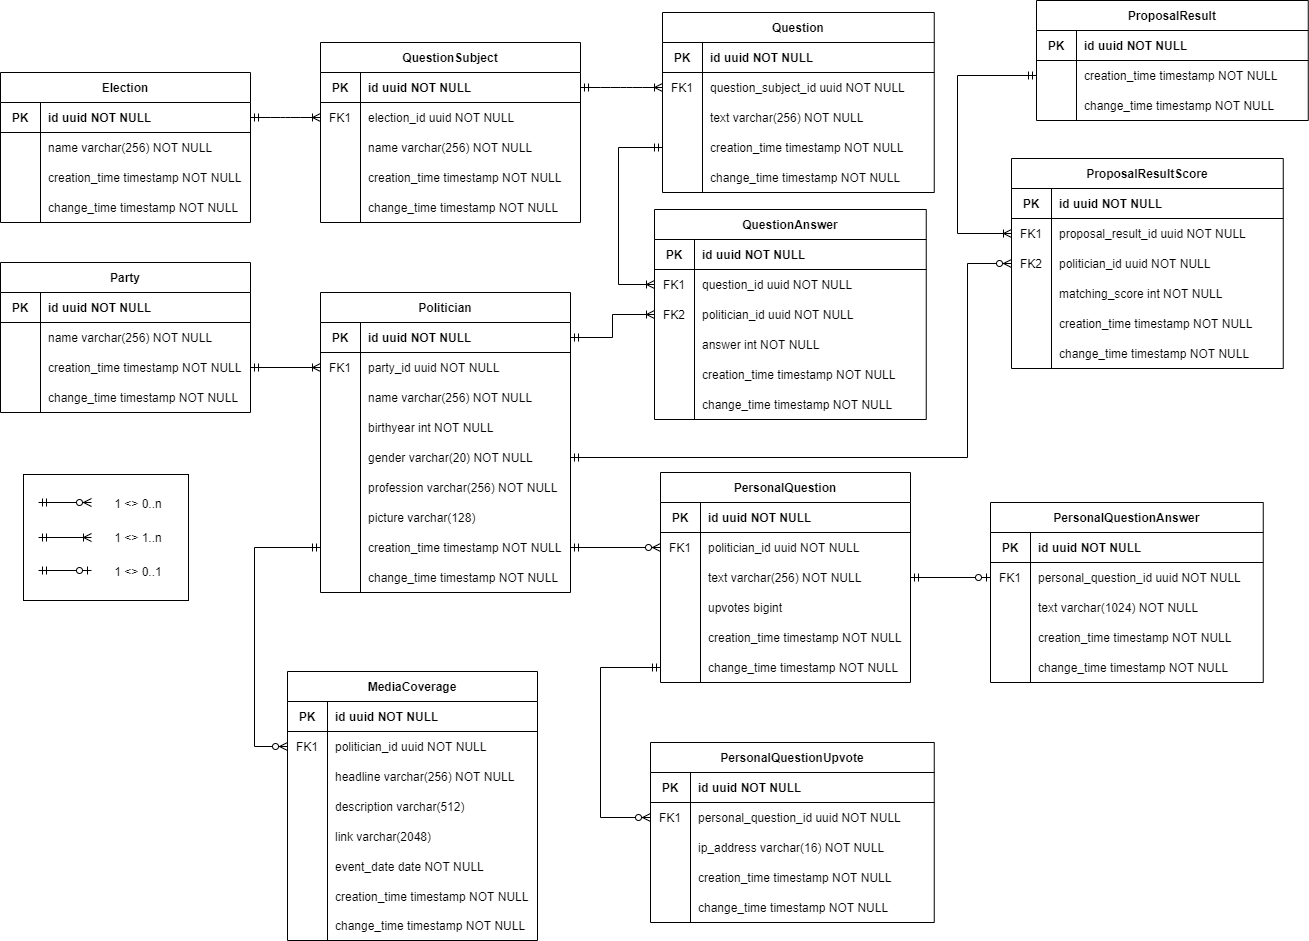 Election
PK id uuid NOT NULL
name varchar(256) NOT NULL
creation_time timestamp NOT NULL
change_time timestamp NOT NULL
QuestionSubject
PK id uuid NOT NULL
FK1 election_id uuid NOT NULL
name varchar(256) NOT NULL
creation_time timestamp NOT NULL
change_time timestamp NOT NULL
Question
PK id uuid NOT NULL
FK1 question_subject_id uuid NOT NULL
text varchar(256) NOT NULL
creation_time timestamp NOT NULL
change_time timestamp NOT NULL
ProposalResult
PK id uuid NOT NULL
creation_time timestamp NOT NULL
change_time timestamp NOT NULL
ProposalResultScore
PK id uuid NOT NULL
FK1 proposal_result_id uuid NOT NULL
FK2 politician_id uuid NOT NULL
matching_score int NOT NULL
creation_time timestamp NOT NULL
change_time timestamp NOT NULL
QuestionAnswer
PK id uuid NOT NULL
FK1 question_id uuid NOT NULL
FK2 politician_id uuid NOT NULL
answer int NOT NULL
creation_time timestamp NOT NULL
change_time timestamp NOT NULL
Party
PK id uuid NOT NULL
name varchar(256) NOT NULL
creation_time timestamp NOT NULL
change_time timestamp NOT NULL
Politician
PK id uuid NOT NULL
FK1 party_id uuid NOT NULL
name varchar(256) NOT NULL
birthyear int NOT NULL
gender varchar(20) NOT NULL
profession varchar(256) NOT NULL
picture varchar(128)
creation_time timestamp NOT NULL
change_time timestamp NOT NULL
1 <> 0..n
1 <> 1..n
1 <> 0..1
PersonalQuestion
PK id uuid NOT NULL
FK1 politician_id uuid NOT NULL
text varchar(256) NOT NULL
upvotes bigint
creation_time timestamp NOT NULL
change_time timestamp NOT NULL
PersonalQuestionAnswer
PK id uuid NOT NULL
FK1 personal_question_id uuid NOT NULL
text varchar(1024) NOT NULL
creation_time timestamp NOT NULL
change_time timestamp NOT NULL
MediaCoverage
PK id uuid NOT NULL
FK1 politician_id uuid NOT NULL
headline varchar(256) NOT NULL
description varchar(512)
link varchar(2048)
event_date date NOT NULL
creation_time timestamp NOT NULL
change_time timestamp NOT NULL
PersonalQuestionUpvote
PK id uuid NOT NULL
FK1 personal_question_id uuid NOT NULL
ip_address varchar(16) NOT NULL
creation_time timestamp NOT NULL
change_time timestamp NOT NULL